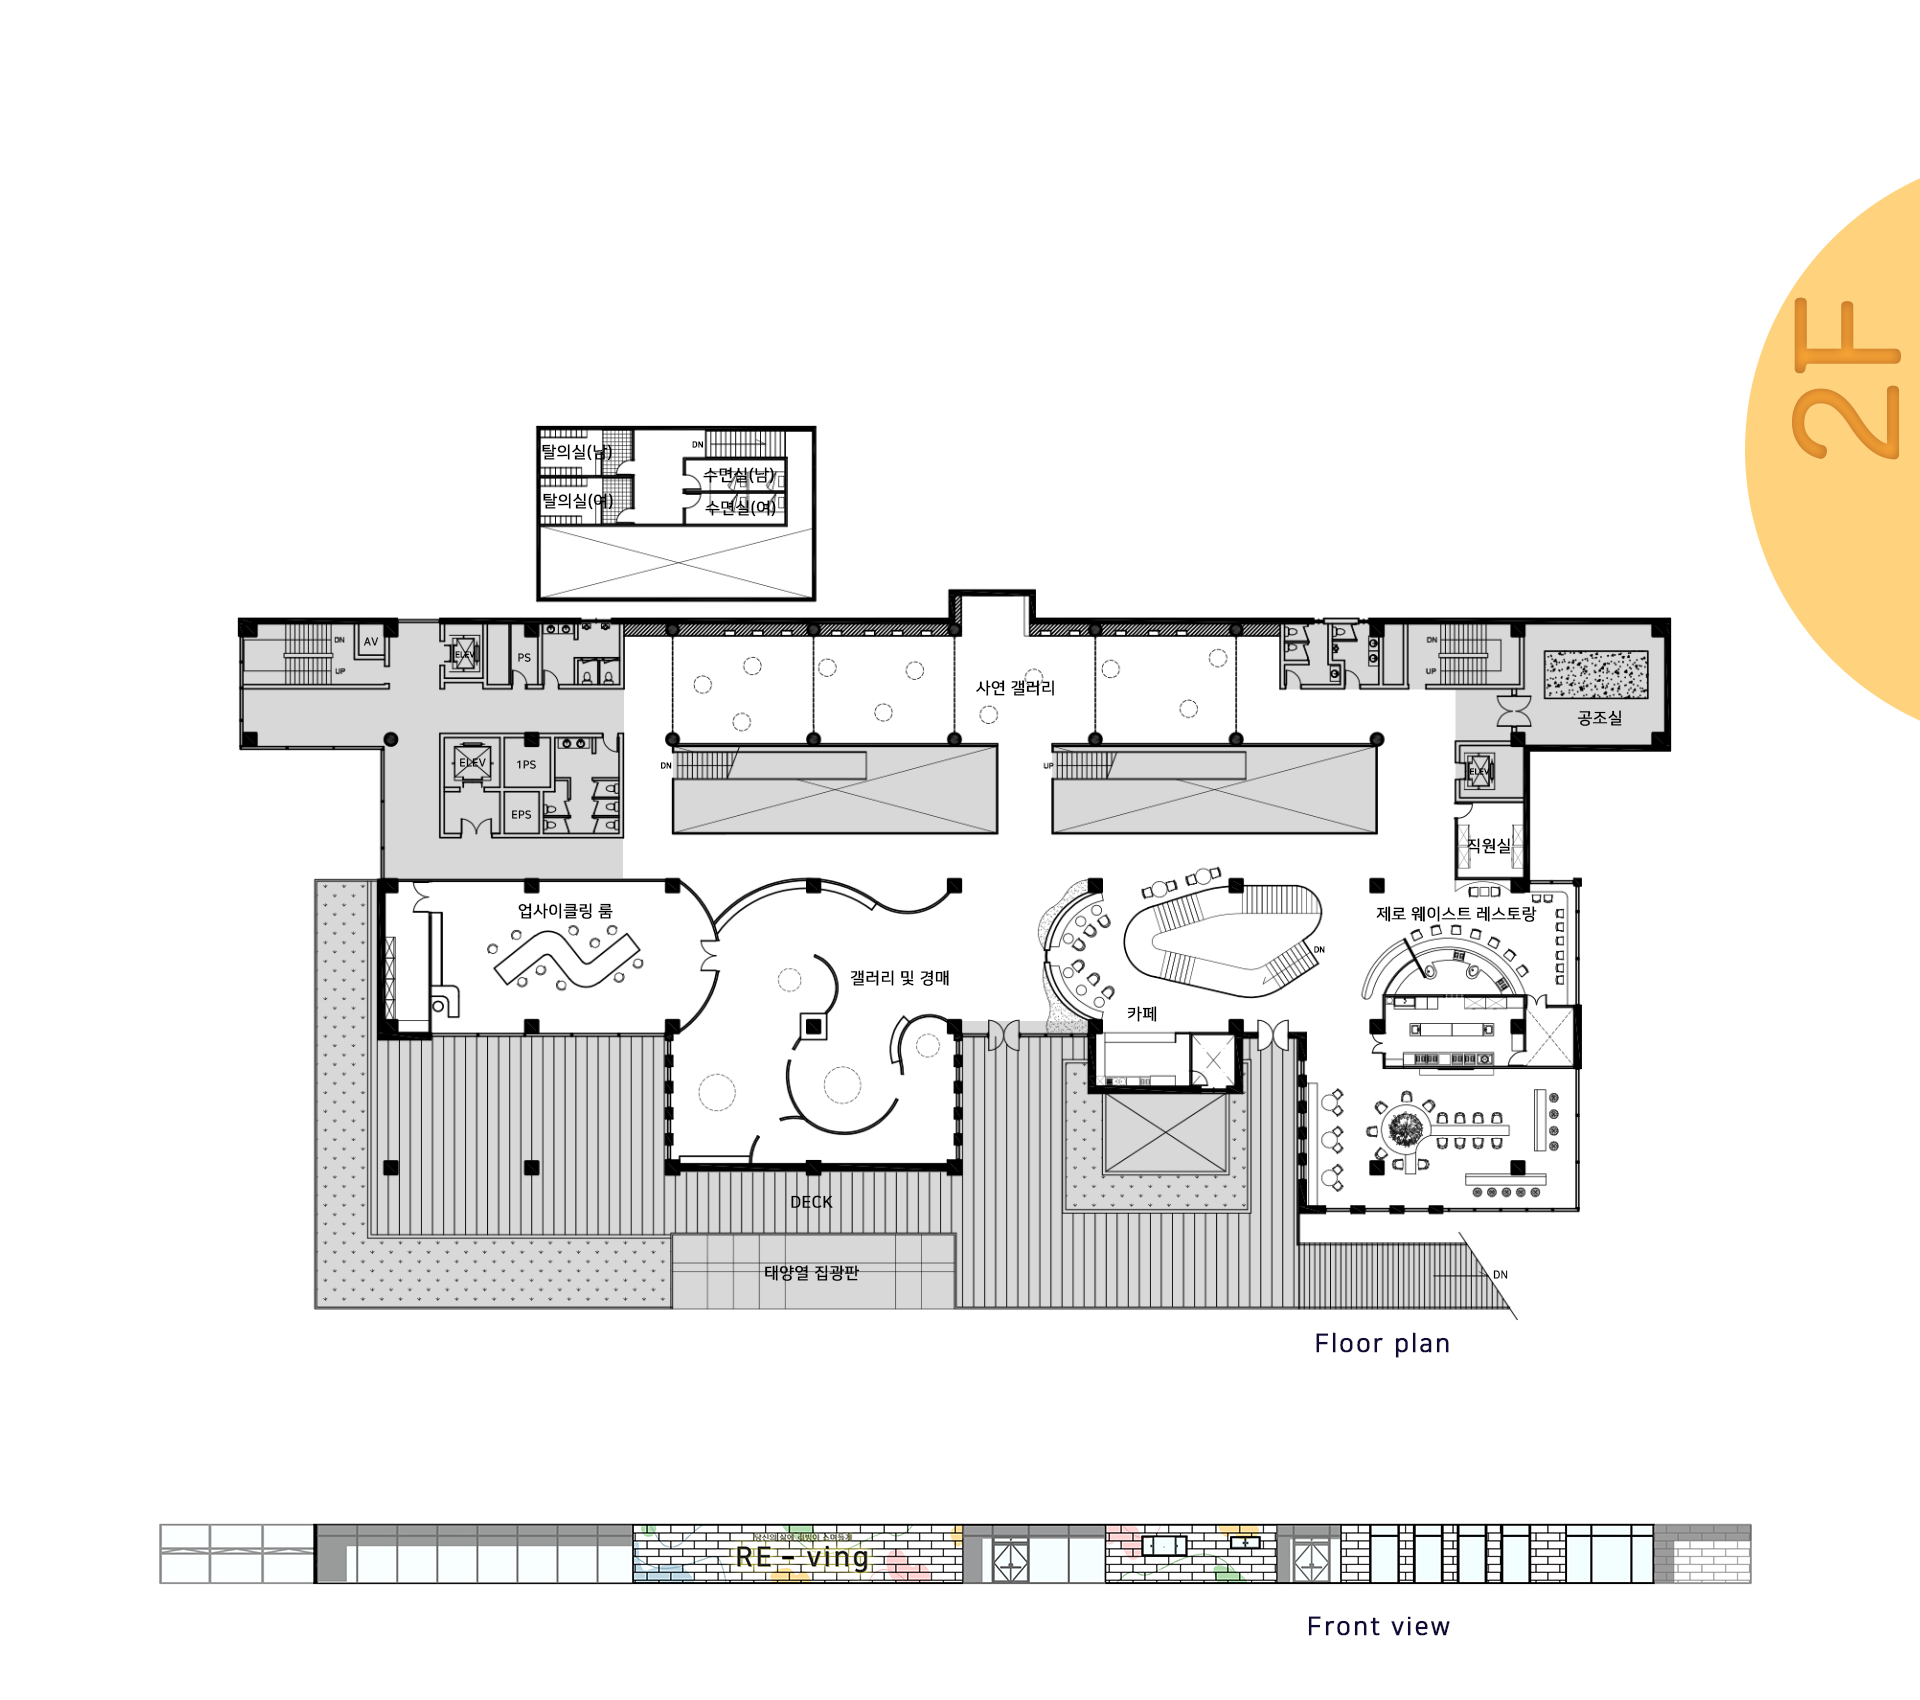 2F
탈의실(남)
DN
수면실(남)
탈의실(여)
수면실(여)
DN
AV
UP
ELEV
PS
사연 갤러리
DN
UP
공조실
ELEV
1PS
DN
UP
ELEV
EPS
직원실
업사이클링 룸
제로 웨이스트 레스토랑
DN
갤러리 및 경매
카페
DECK
태양열 집광판
DN
Floor plan
RE - ving
Front view